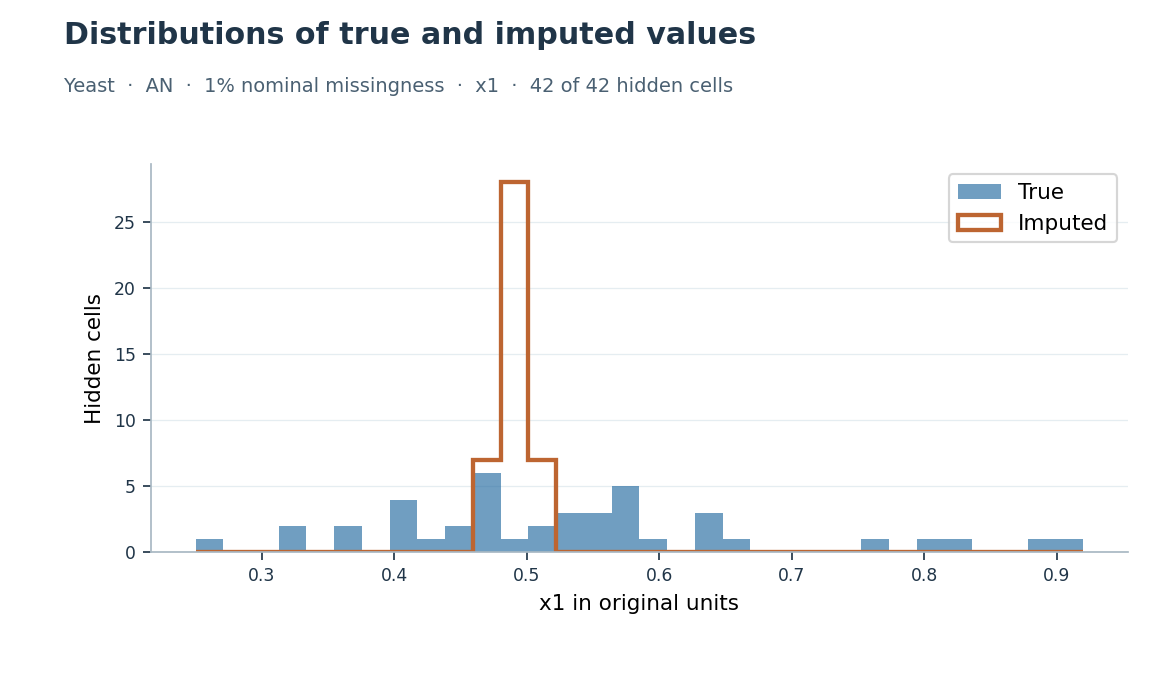 Distributions of true and imputed values
Yeast · AN · 1% nominal missingness · x1 · 42 of 42 hidden cells
True
Imputed
Hidden cells
25
20
15
10
5
0
0.3 0.4 0.5 0.6 0.7 0.8 0.9
x1 in original units